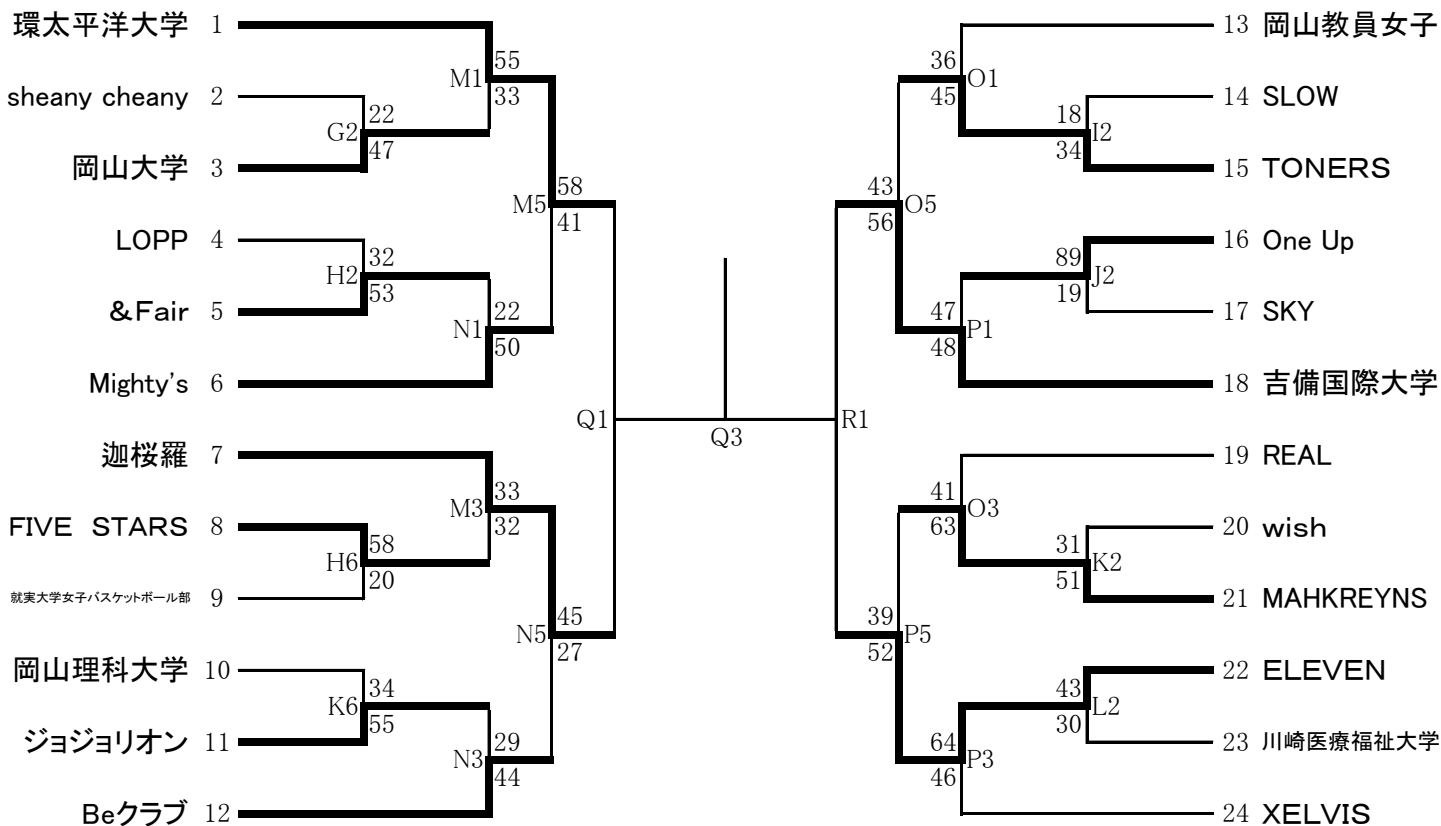 環太平洋大学 1
sheany cheany 2
岡山大学 3
LOPP 4
&Fair 5
Mighty's 6
迦桜羅 7
FIVE STARS 8
就実大学女子バスケットボール部 9
岡山理科大学 10
ジョジョリオン 11
Beクラブ 12
M1 55
33
G2 22
47
M5 58
41
H2 32
53
N1 22
50
Q1
M3 33
32
H6 58
20
N5 45
27
K6 34
55
N3 29
44
Q3
36 O1
45
18 I2
34
43 O5
56
89 J2
19
47 P1
48
R1
41 O3
63
31 K2
51
39 P5
52
43 L2
30
64 P3
46
13 岡山教員女子
14 SLOW
15 TONERS
16 One Up
17 SKY
18 吉備国際大学
19 REAL
20 wish
21 MAHKREYNS
22 ELEVEN
23 川崎医療福祉大学
24 XELVIS